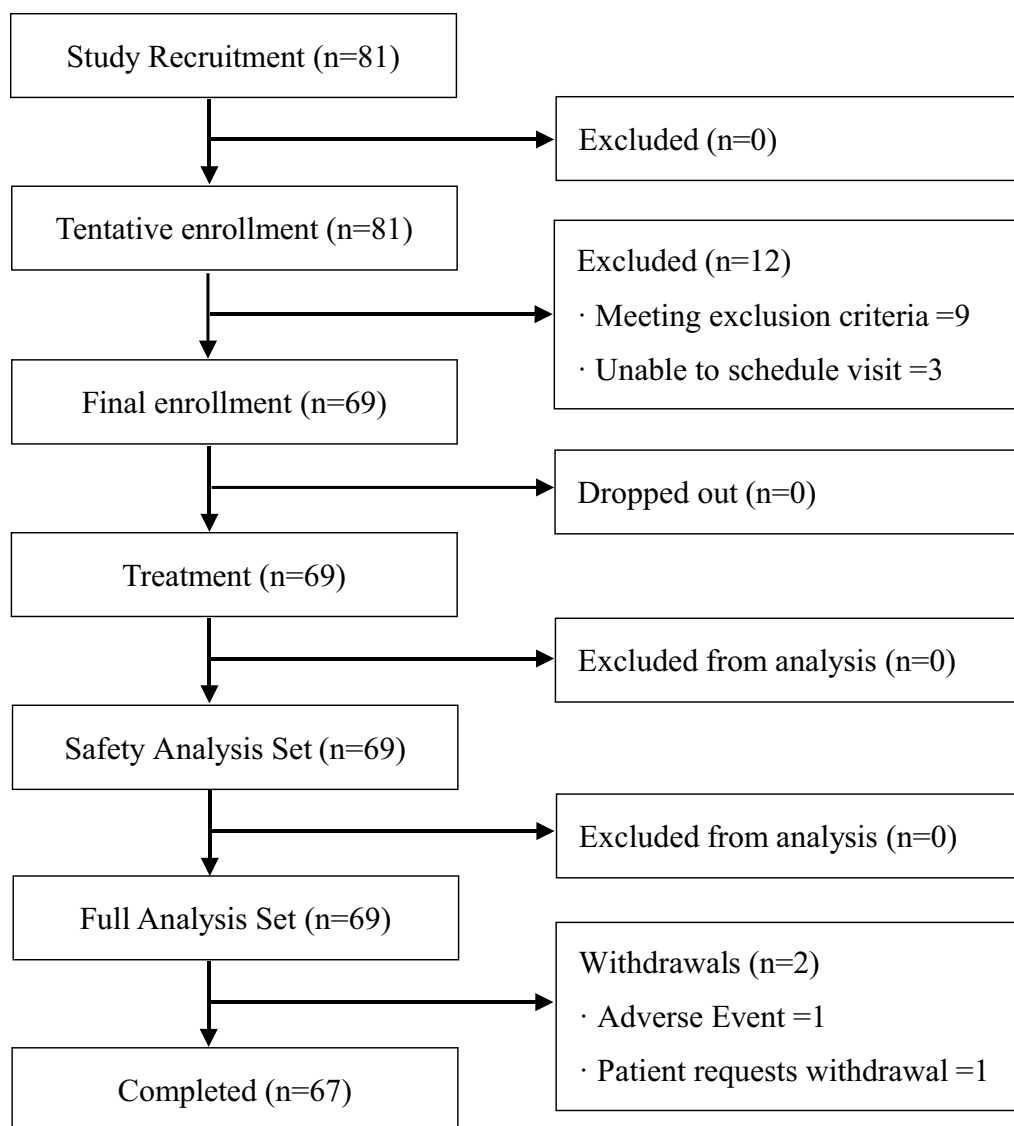 Study Recruitment (n=81)
Excluded (n=0)
Tentative enrollment (n=81)
Excluded (n=12)
· Meeting exclusion criteria =9
· Unable to schedule visit =3
Final enrollment (n=69)
Dropped out (n=0)
Treatment (n=69)
Excluded from analysis (n=0)
Safety Analysis Set (n=69)
Excluded from analysis (n=0)
Full Analysis Set (n=69)
Withdrawals (n=2)
· Adverse Event =1
· Patient requests withdrawal =1
Completed (n=67)